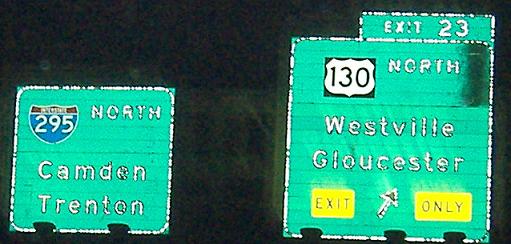 INTERSTATE
295 NORTH
Camden
Trenton
EXIT 23
130 NORTH
Westville
Gloucester
EXIT ONLY